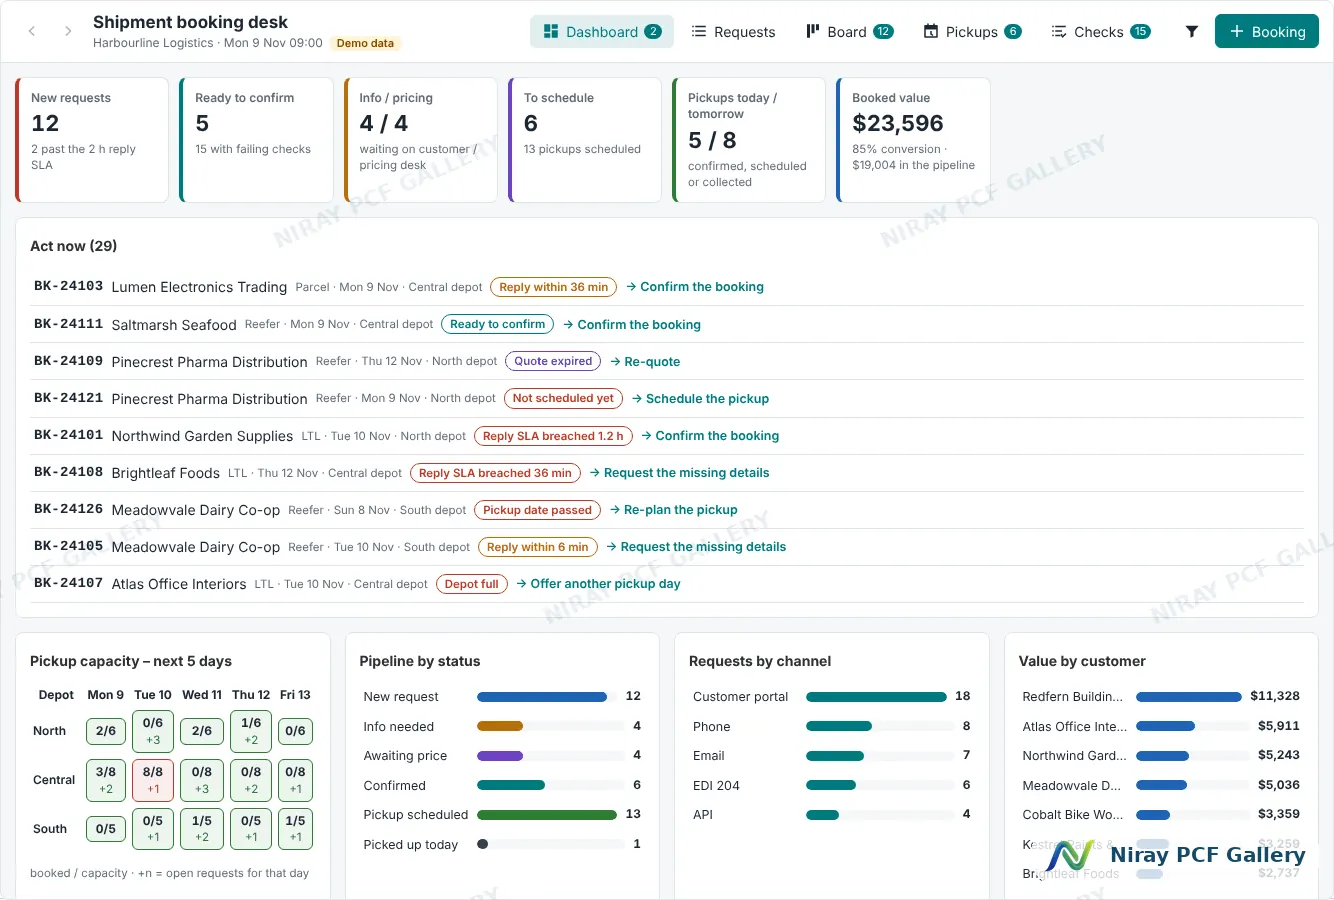 Shipment booking desk
Harbourline Logistics · Mon 9 Nov 09:00 Demo data
Dashboard 2
Requests
Board 12
Pickups 6
Checks 15
+ Booking
New requests
12
2 past the 2 h reply
SLA
Ready to confirm
5
15 with failing checks
Info / pricing
4 / 4
waiting on customer /
pricing desk
To schedule
6
13 pickups scheduled
Pickups today /
tomorrow
5 / 8
confirmed, scheduled
or collected
Booked value
$23,596
85% conversion ·
$19,004 in the pipeline
Act now (29)
BK-24103 Lumen Electronics Trading Parcel · Mon 9 Nov · Central depot Reply within 36 min → Confirm the booking
BK-24111 Saltmarsh Seafood Reefer · Mon 9 Nov · Central depot Ready to confirm → Confirm the booking
BK-24109 Pinecrest Pharma Distribution Reefer · Thu 12 Nov · North depot Quote expired → Re-quote
BK-24121 Pinecrest Pharma Distribution Reefer · Mon 9 Nov · North depot Not scheduled yet → Schedule the pickup
BK-24101 Northwind Garden Supplies LTL · Tue 10 Nov · North depot Reply SLA breached 1.2 h → Confirm the booking
BK-24108 Brightleaf Foods LTL · Thu 12 Nov · Central depot Reply SLA breached 36 min → Request the missing details
BK-24126 Meadowvale Dairy Co-op Reefer · Sun 8 Nov · South depot Pickup date passed → Re-plan the pickup
BK-24105 Meadowvale Dairy Co-op Reefer · Tue 10 Nov · South depot Reply within 6 min → Request the missing details
BK-24107 Atlas Office Interiors LTL · Tue 10 Nov · Central depot Depot full → Offer another pickup day
Pickup capacity – next 5 days
Depot Mon 9 Tue 10 Wed 11 Thu 12 Fri 13
North 2/6 0/6 +3 2/6 1/6 +2 0/6
Central 3/8 +2 8/8 +1 0/8 +3 0/8 +2 0/8 +1
South 0/5 0/5 +1 1/5 +2 0/5 +1 1/5 +1
booked / capacity · +n = open requests for that day
Pipeline by status
New request 12
Info needed 4
Awaiting price 4
Confirmed 6
Pickup scheduled 13
Picked up today 1
Requests by channel
Customer portal 18
Phone 8
Email 7
EDI 204 6
API 4
Value by customer
Redfern Buildin... $11,328
Atlas Office Inte... $5,911
Northwind Gard... $5,243
Meadowvale D... $5,036
Cobalt Bike Wo... $3,359
Kestrel Paints & $3,259
Brightleaf Foods $2,737
Niray PCF Gallery
NIRAY PCF GALLERY
NIRAY PCF GALLERY
NIRAY PCF GALLERY